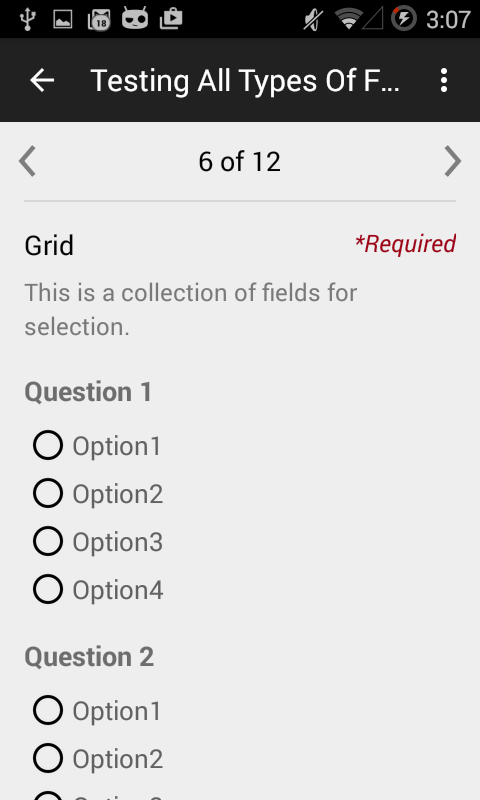 18
3:07
Testing All Types Of F...
6 of 12
Grid
*Required
This is a collection of fields for
selection.
Question 1
Option1
Option2
Option3
Option4
Question 2
Option1
Option2